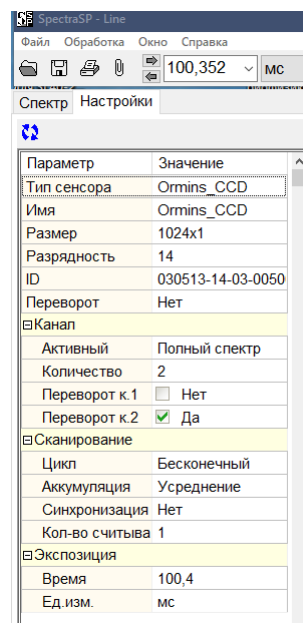 SpectraSP - Line
Файл Обработка Окно Справка
100,352 мс
Спектр Настройки
Параметр Значение
Тип сенсора Ormins_CCD
Имя Ormins_CCD
Размер 1024x1
Разрядность 14
ID 030513-14-03-0050
Переворот Нет
Канал
Активный Полный спектр
Количество 2
Переворот к.1 Нет
Переворот к.2 Да
Сканирование
Цикл Бесконечный
Аккумуляция Усреднение
Синхронизация Нет
Кол-во считыва 1
Экспозиция
Время 100,4
Ед.изм. мс